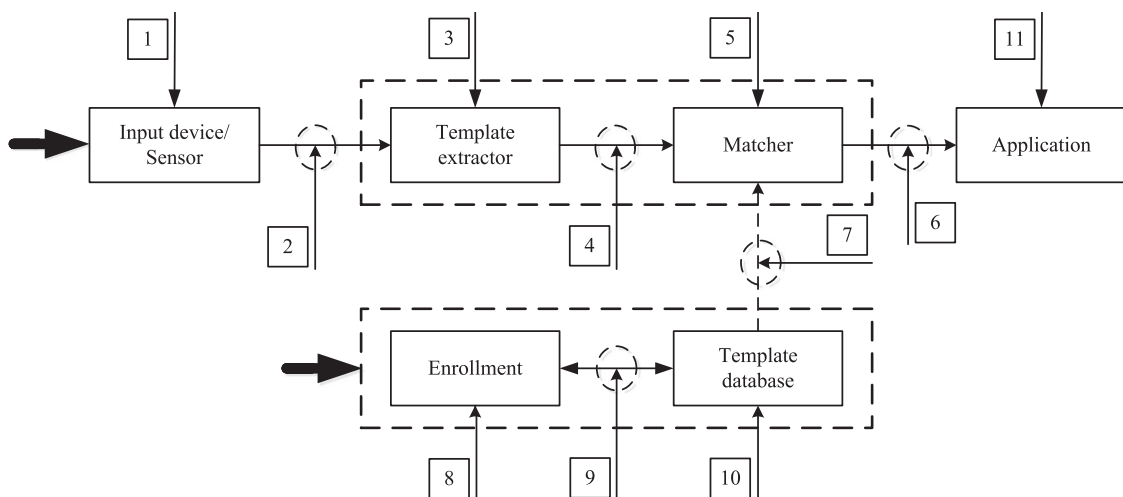 1
3
5
11
Input device/
Sensor
Template
extractor
Matcher
Application
2
4
7
6
Enrollment
Template
database
8
9
10